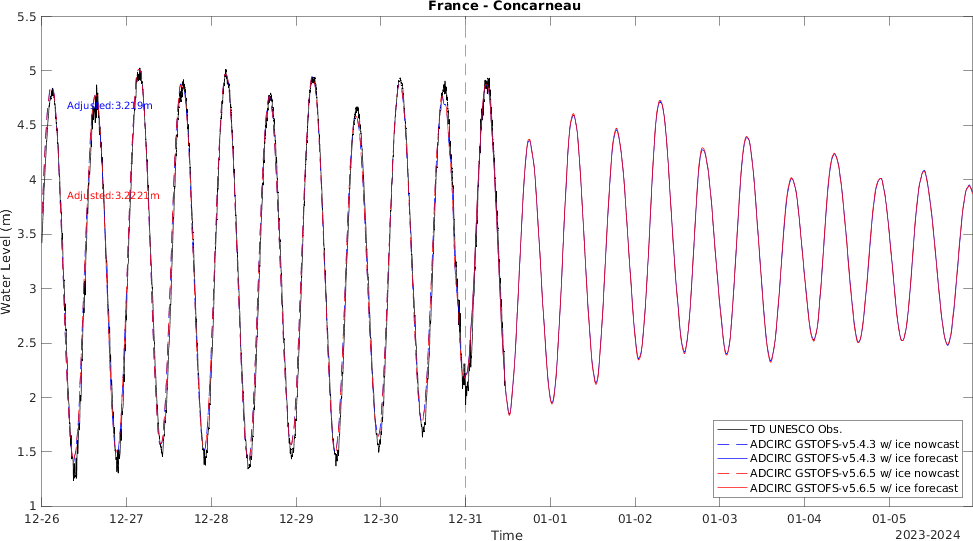 France - Concarneau
5.5
5
4.5
4
3.5
3
2.5
2
1.5
1
Water Level (m)
Adjusted:3.219m
Adjusted:3.2221m
TD UNESCO Obs.
ADCIRC GSTOFS-v5.4.3 w/ ice nowcast
ADCIRC GSTOFS-v5.4.3 w/ ice forecast
ADCIRC GSTOFS-v5.6.5 w/ ice nowcast
ADCIRC GSTOFS-v5.6.5 w/ ice forecast
12-26 12-27 12-28 12-29 12-30 12-31 01-01 01-02 01-03 01-04 01-05
Time
2023-2024